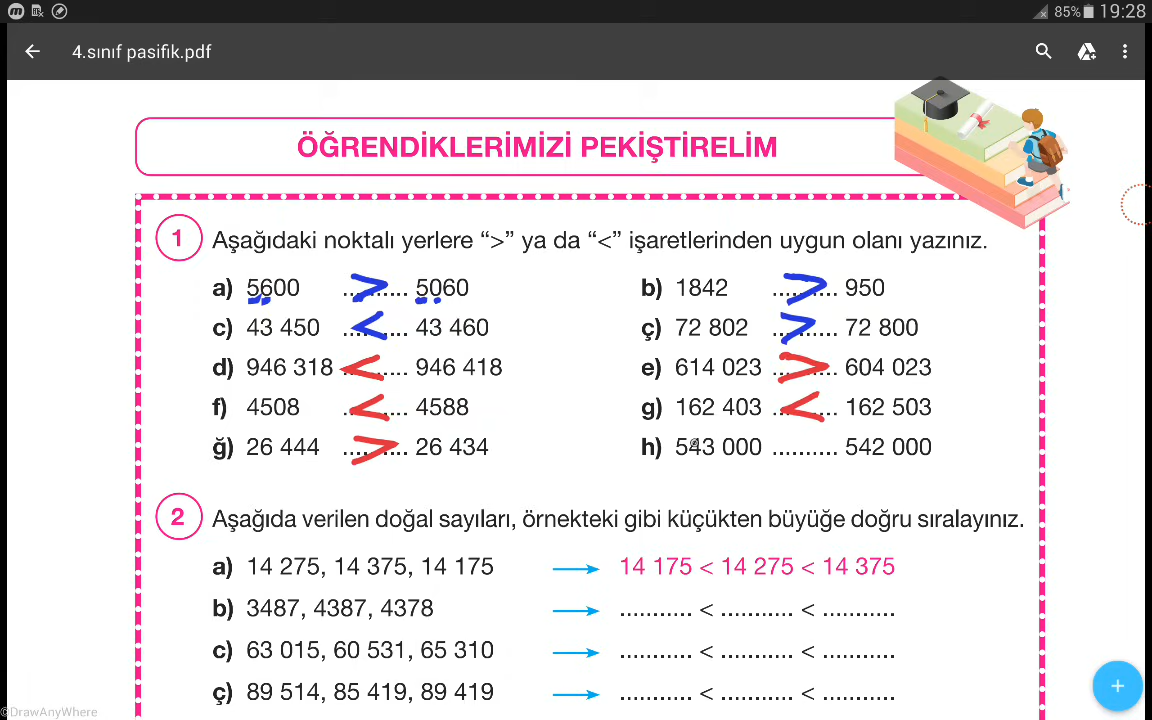 85% 19:28
4.sınıf pasifik.pdf
ÖĞRENDİKLERİMİZİ PEKİŞTİRELİM
1 Aşağıdaki noktalı yerlere “>” ya da “<” işaretlerinden uygun olanı yazınız.
a) 5600 > 5060 b) 1842 > 950
c) 43 450 < 43 460 ç) 72 802 > 72 800
d) 946 318 < 946 418 e) 614 023 > 604 023
f) 4508 < 4588 g) 162 403 < 162 503
ğ) 26 444 > 26 434 h) 543 000 .......... 542 000
2 Aşağıda verilen doğal sayıları, örnekteki gibi küçükten büyüğe doğru sıralayınız.
a) 14 275, 14 375, 14 175 → 14 175 < 14 275 < 14 375
b) 3487, 4387, 4378 → ........... < ........... < ...........
c) 63 015, 60 531, 65 310 → ........... < ........... < ...........
ç) 89 514, 85 419, 89 419 → ........... < ........... < ...........
©DrawAnyWhere